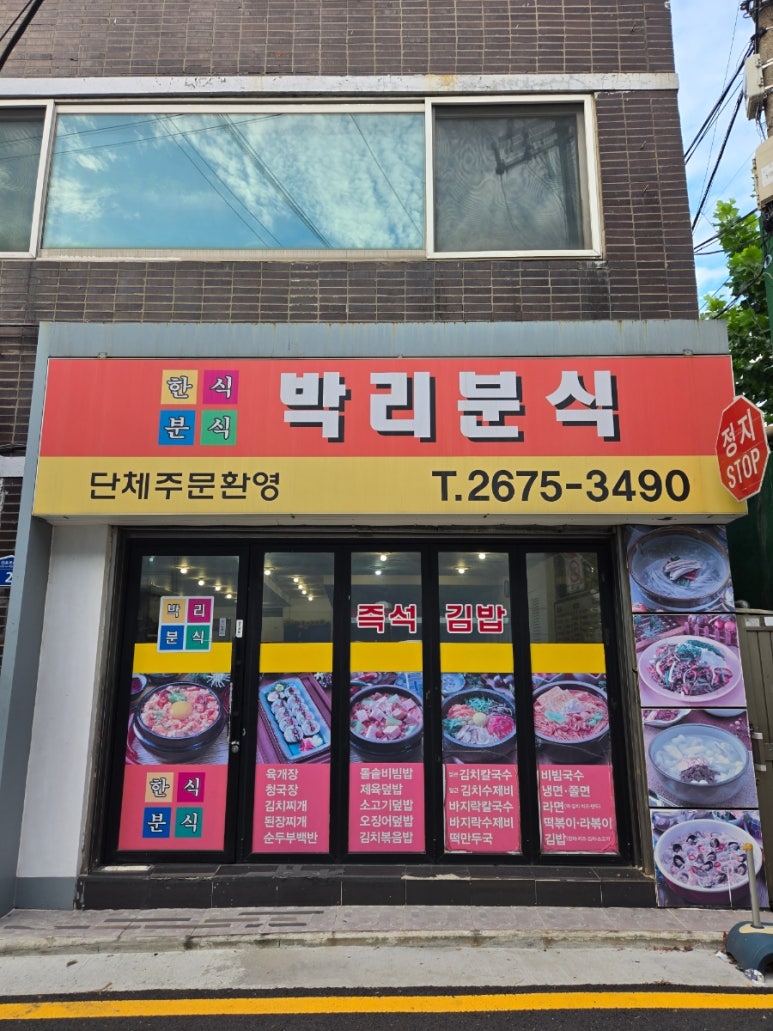 한식
분식
박리분식
단체주문환영
T.2675-3490
정지
STOP
박리
분식
즉석 김밥
한식
분식
육개장
청국장
김치찌개
된장찌개
순두부백반
돌솥비빔밥
제육덮밥
소고기덮밥
오징어덮밥
김치볶음밥
김치칼국수
김치수제비
바지락칼국수
바지락수제비
떡만두국
비빔국수
냉면·쫄면
라면
떡볶이·라볶이
김밥
2